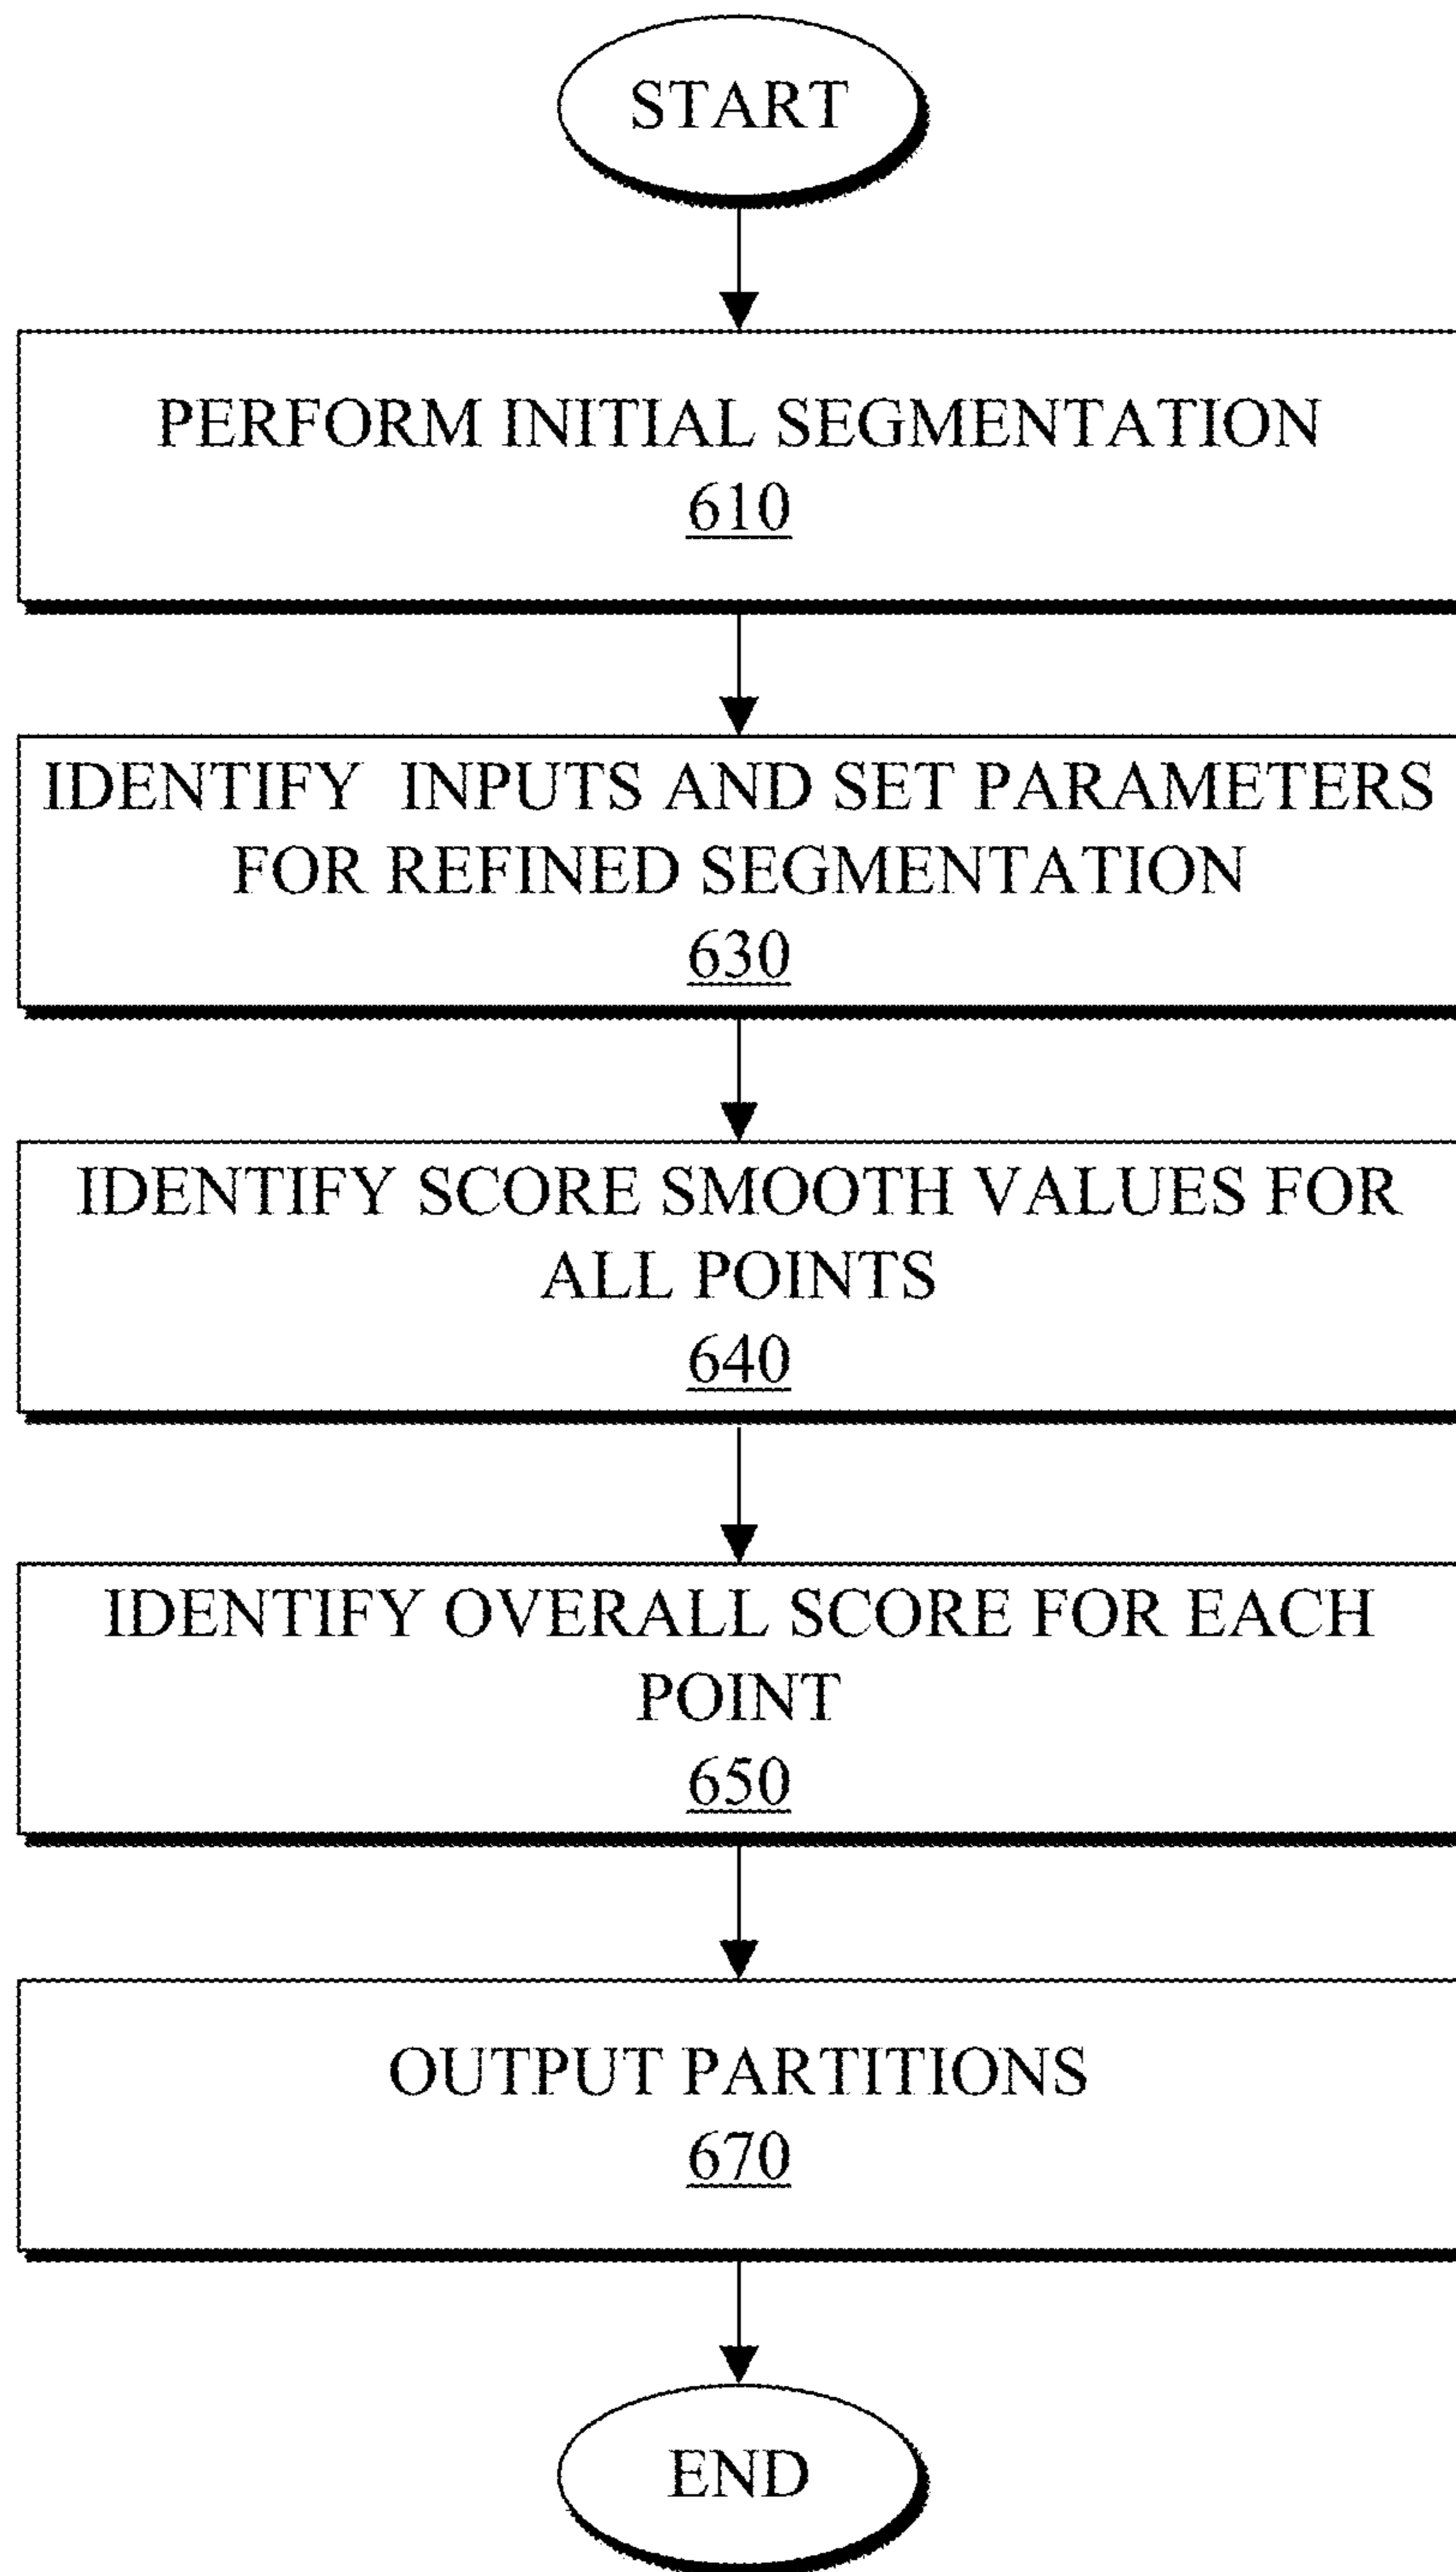 START
PERFORM INITIAL SEGMENTATION
610
IDENTIFY INPUTS AND SET PARAMETERS
FOR REFINED SEGMENTATION
630
IDENTIFY SCORE SMOOTH VALUES FOR
ALL POINTS
640
IDENTIFY OVERALL SCORE FOR EACH
POINT
650
OUTPUT PARTITIONS
670
END